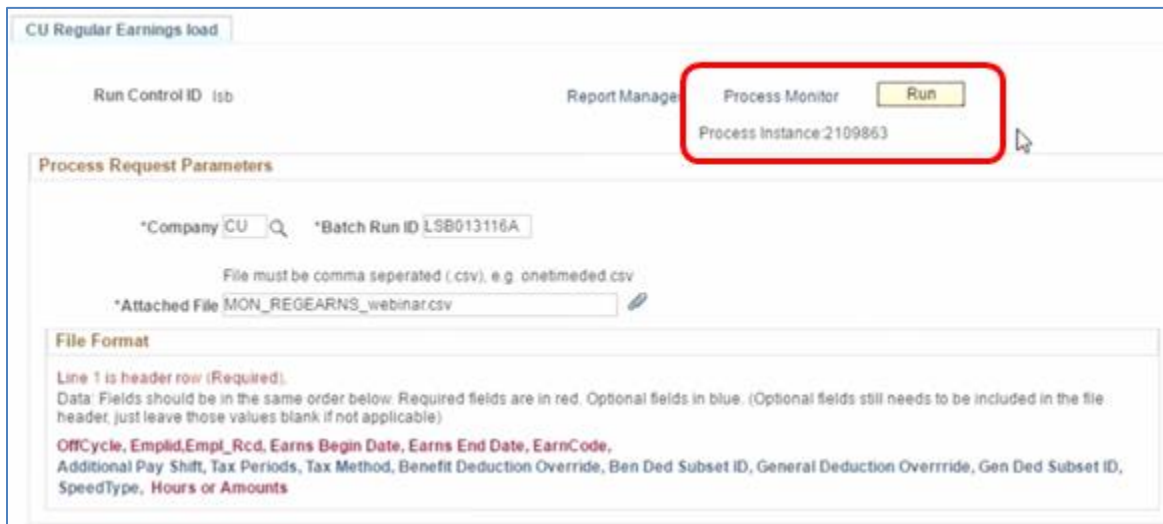 CU Regular Earnings load
Run Control ID lsb Report Manager Process Monitor Run
Process Instance:2109863
Process Request Parameters
*Company CU *Batch Run ID LSB013116A
File must be comma seperated (.csv), e.g. onetimeded.csv
*Attached File MON_REGEARNS_webinar.csv
File Format
Line 1 is header row (Required).
Data: Fields should be in the same order below. Required fields are in red. Optional fields in blue. (Optional fields still needs to be included in the file
header, just leave those values blank if not applicable)
OffCycle, Emplid,Empl_Rcd, Earns Begin Date, Earns End Date, EarnCode,
Additional Pay Shift, Tax Periods, Tax Method, Benefit Deduction Override, Ben Ded Subset ID, General Deduction Overrride, Gen Ded Subset ID,
SpeedType, Hours or Amounts